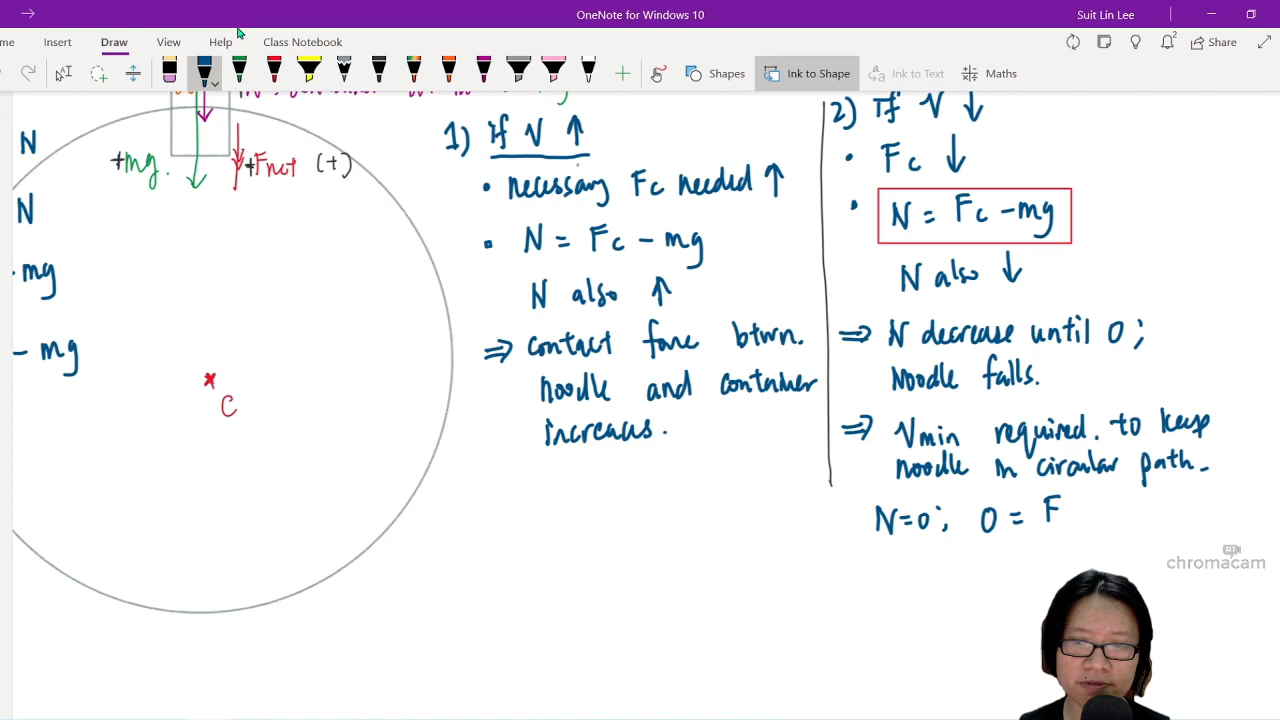 OneNote for Windows 10
Suit Lin Lee
me Insert Draw View Help Class Notebook
Share
Shapes Ink to Shape Ink to Text Maths
N
+mg. +Fnet (+)
N
mg
- mg
C
1) If V ↑
• necessary Fc needed ↑
• N = Fc - mg
N also ↑
⇒ contact force btwn.
noodle and container
increases.
2) If V ↓
• Fc ↓
• N = Fc - mg
N also ↓
⇒ N decrease until 0;
Noodle falls.
⇒ Vmin required. to keep
noodle in circular path.
N=0; 0 = F
chromacam